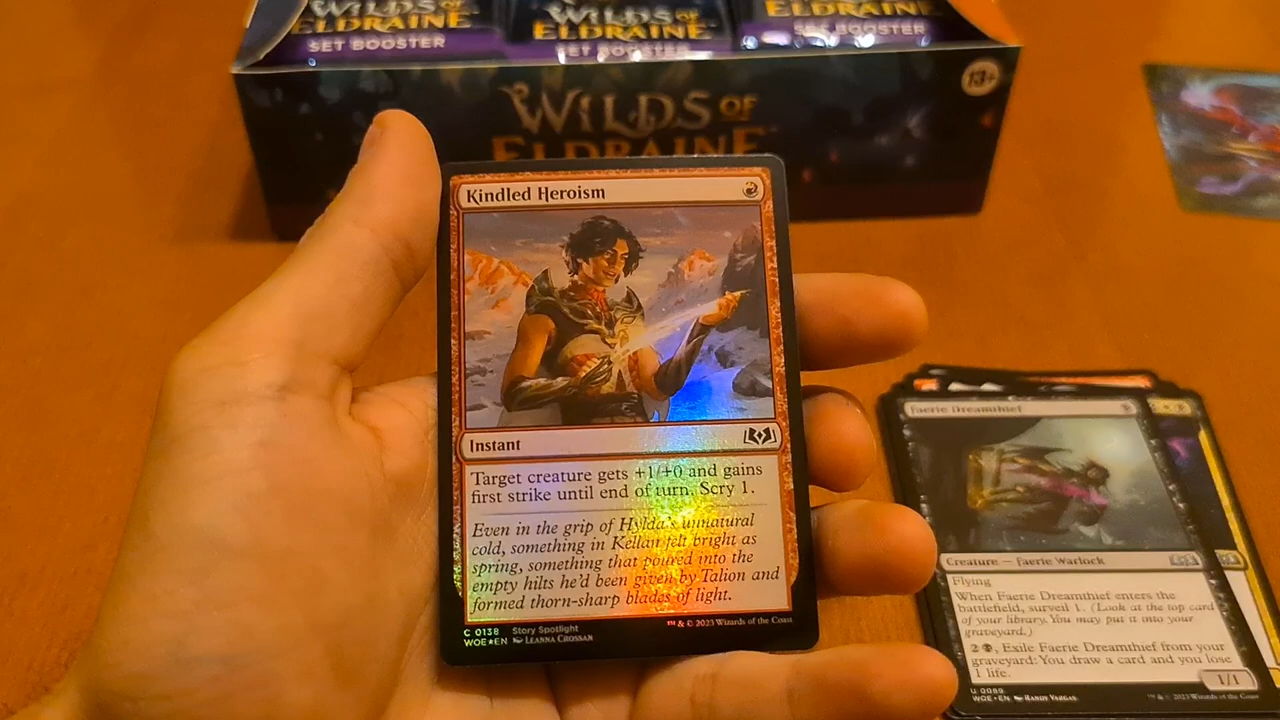 WILDS OF
ELDRAINE
SET BOOSTER
WILDS OF
ELDRAINE
SET BOOSTER
ELDRAINE
SET BOOSTER
13+
WILDS OF
ELDRAINE
Kindled Heroism
Instant
Target creature gets +1/+0 and gains
first strike until end of turn. Scry 1.
Even in the grip of Hylda's unnatural
cold, something in Kellan felt bright as
spring, something that poured into the
empty hilts he'd been given by Talion and
formed thorn-sharp blades of light.
C 0138 Story Spotlight
WOE★EN Leanna Crossan
™ & © 2023 Wizards of the Coast
Faerie Dreamthief
Creature — Faerie Warlock
Flying
When Faerie Dreamthief enters the
battlefield, surveil 1. (Look at the top card
of your library. You may put it into your
graveyard.)
2, Exile Faerie Dreamthief from your
graveyard: You draw a card and you lose
1 life.
1/1
U 0089
WOE•EN Randy Vargas
™ & © 2023 Wizards of the Coast